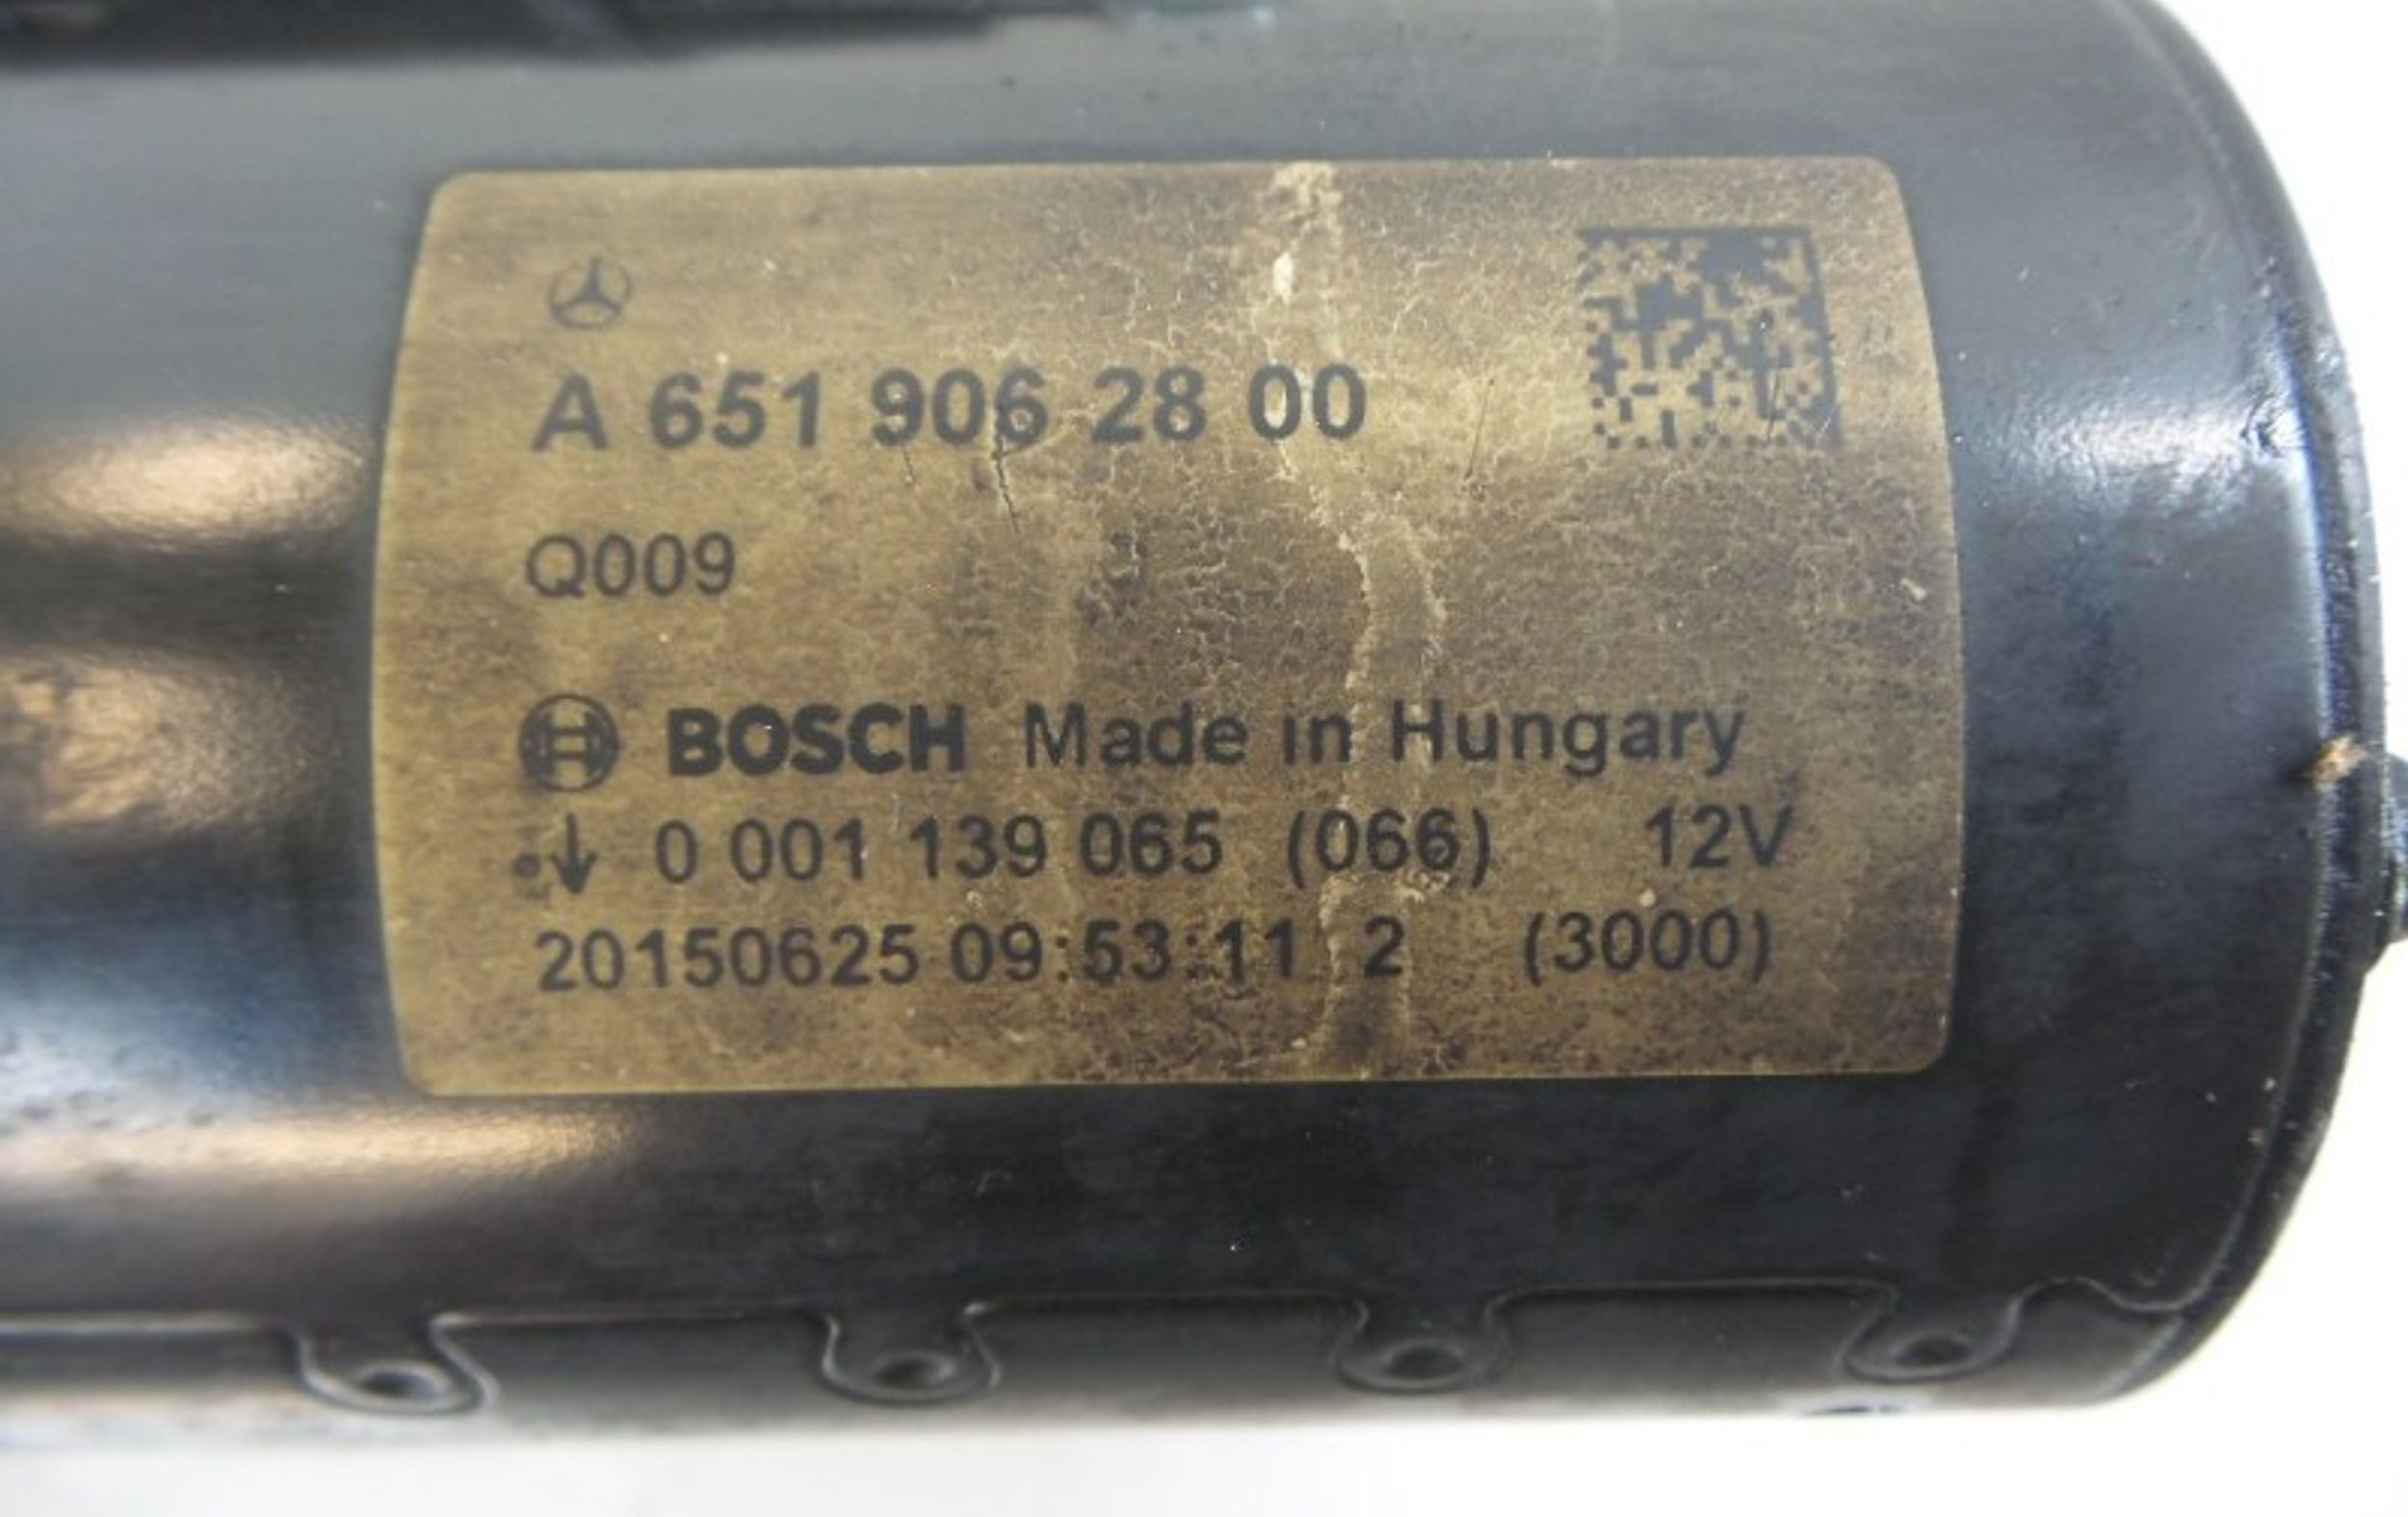 A 651 906 28 00
Q009
BOSCH Made in Hungary
0 001 139 065 (066) 12V
20150625 09:53:11 2 (3000)